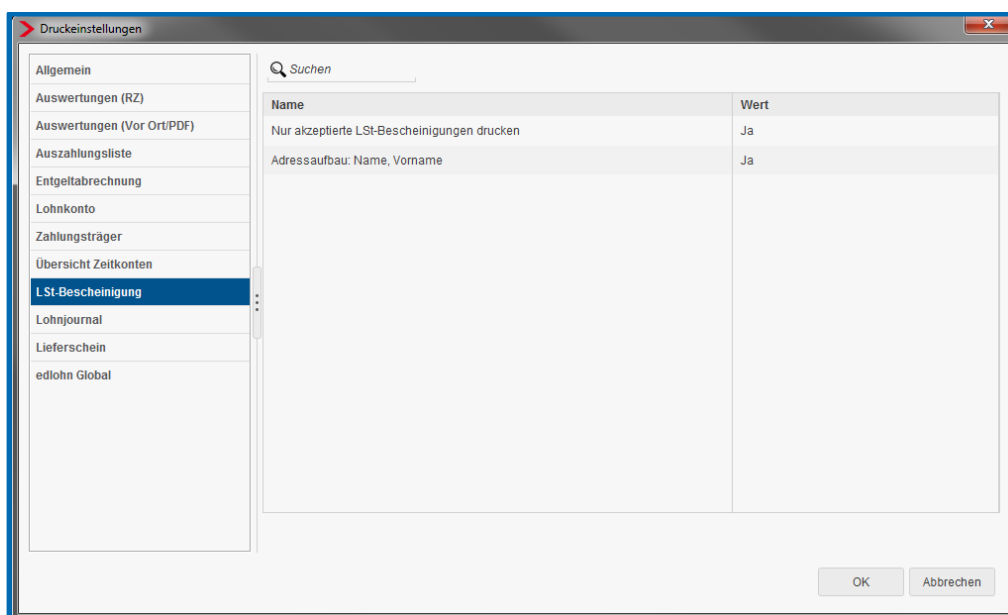 Druckeinstellungen
Allgemein
Auswertungen (RZ)
Auswertungen (Vor Ort/PDF)
Auszahlungsliste
Entgeltabrechnung
Lohnkonto
Zahlungsträger
Übersicht Zeitkonten
LSt-Bescheinigung
Lohnjournal
Lieferschein
edlohn Global
Suchen
Name Wert
Nur akzeptierte LSt-Bescheinigungen drucken Ja
Adressaufbau: Name, Vorname Ja
OK Abbrechen